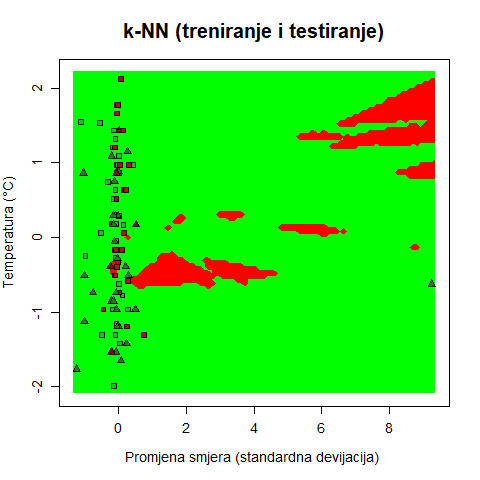 k-NN (treniranje i testiranje)
Temperatura (°C)
2
1
0
-1
-2
0 2 4 6 8
Promjena smjera (standardna devijacija)